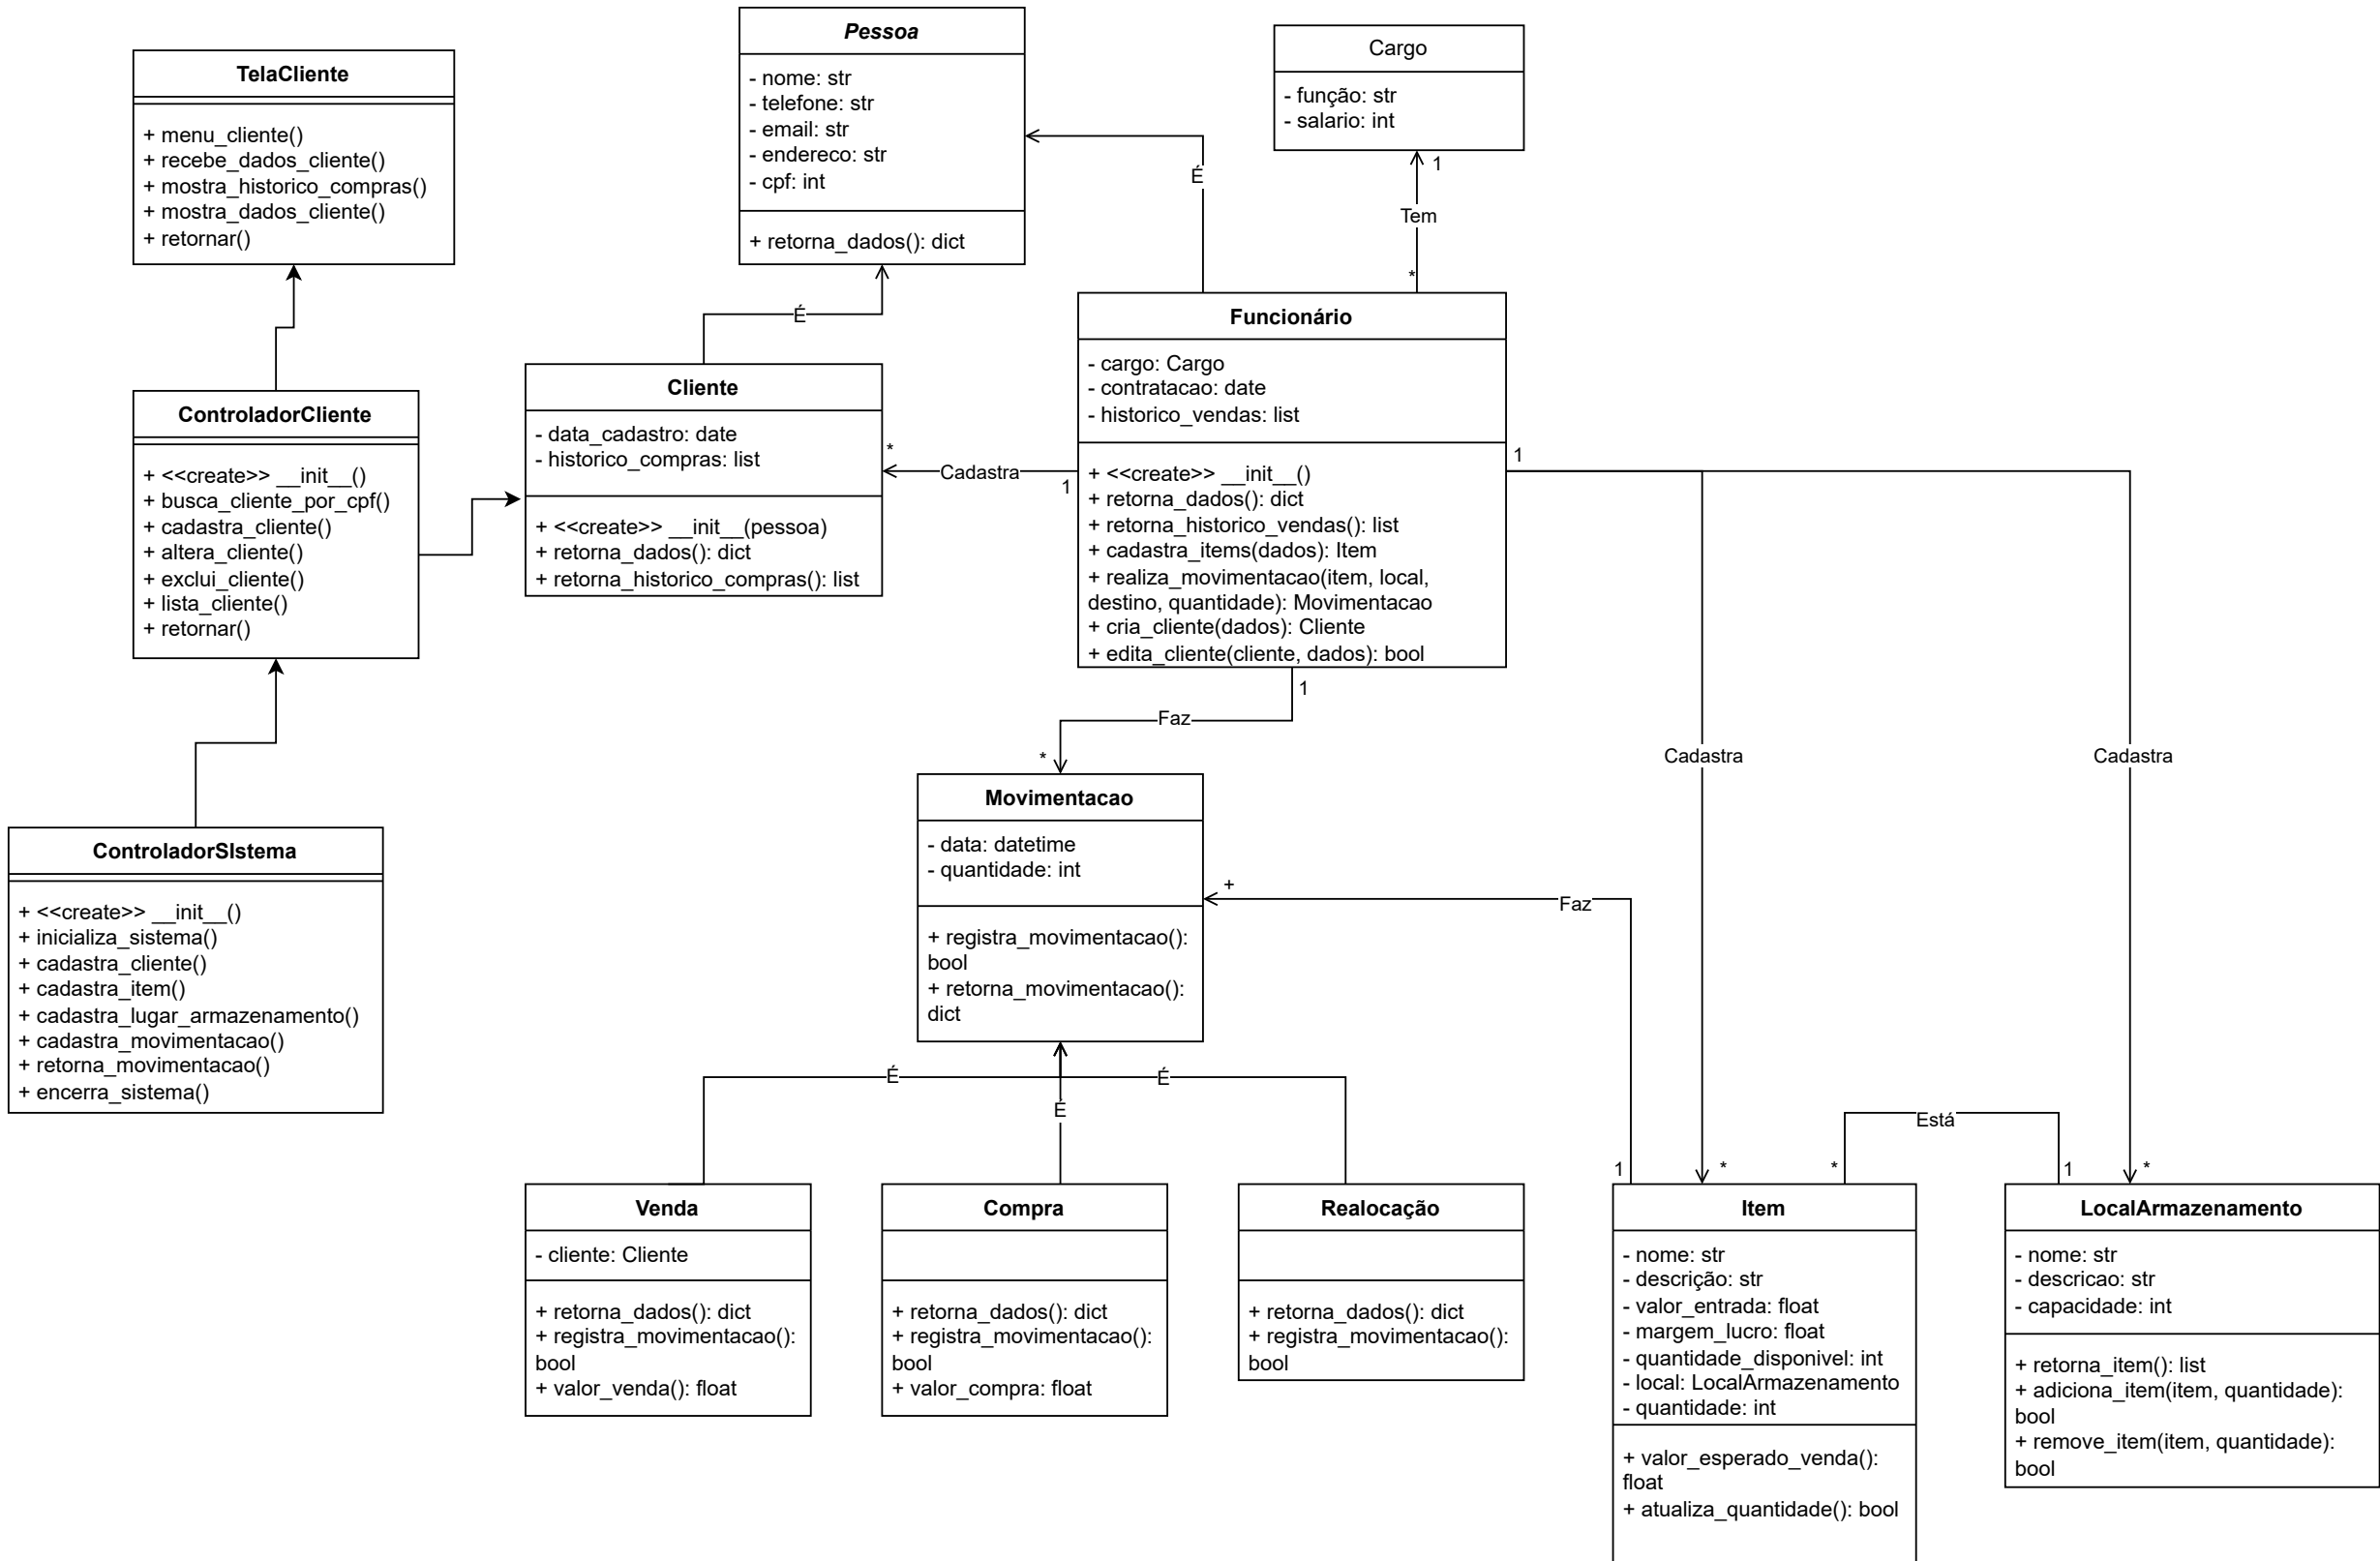 TelaCliente
+ menu_cliente()
+ recebe_dados_cliente()
+ mostra_historico_compras()
+ mostra_dados_cliente()
+ retornar()
Pessoa
- nome: str
- telefone: str
- email: str
- endereco: str
- cpf: int
+ retorna_dados(): dict
Cargo
- função: str
- salario: int
É
1
Tem
*
É
ControladorCliente
+ <<create>> __init__()
+ busca_cliente_por_cpf()
+ cadastra_cliente()
+ altera_cliente()
+ exclui_cliente()
+ lista_cliente()
+ retornar()
Cliente
- data_cadastro: date
- historico_compras: list
+ <<create>> __init__(pessoa)
+ retorna_dados(): dict
+ retorna_historico_compras(): list
*
Cadastra
1
Funcionário
- cargo: Cargo
- contratacao: date
- historico_vendas: list
+ <<create>> __init__()
+ retorna_dados(): dict
+ retorna_historico_vendas(): list
+ cadastra_items(dados): Item
+ realiza_movimentacao(item, local,
destino, quantidade): Movimentacao
+ cria_cliente(dados): Cliente
+ edita_cliente(cliente, dados): bool
1
1
Faz
*
Cadastra
Cadastra
ControladorSIstema
+ <<create>> __init__()
+ inicializa_sistema()
+ cadastra_cliente()
+ cadastra_item()
+ cadastra_lugar_armazenamento()
+ cadastra_movimentacao()
+ retorna_movimentacao()
+ encerra_sistema()
Movimentacao
- data: datetime
- quantidade: int
+ registra_movimentacao():
bool
+ retorna_movimentacao():
dict
+
Faz
É
É
É
Está
1
*
*
1
*
Venda
- cliente: Cliente
+ retorna_dados(): dict
+ registra_movimentacao():
bool
+ valor_venda(): float
Compra
+ retorna_dados(): dict
+ registra_movimentacao():
bool
+ valor_compra: float
Realocação
+ retorna_dados(): dict
+ registra_movimentacao():
bool
Item
- nome: str
- descrição: str
- valor_entrada: float
- margem_lucro: float
- quantidade_disponivel: int
- local: LocalArmazenamento
- quantidade: int
+ valor_esperado_venda():
float
+ atualiza_quantidade(): bool
LocalArmazenamento
- nome: str
- descricao: str
- capacidade: int
+ retorna_item(): list
+ adiciona_item(item, quantidade):
bool
+ remove_item(item, quantidade):
bool